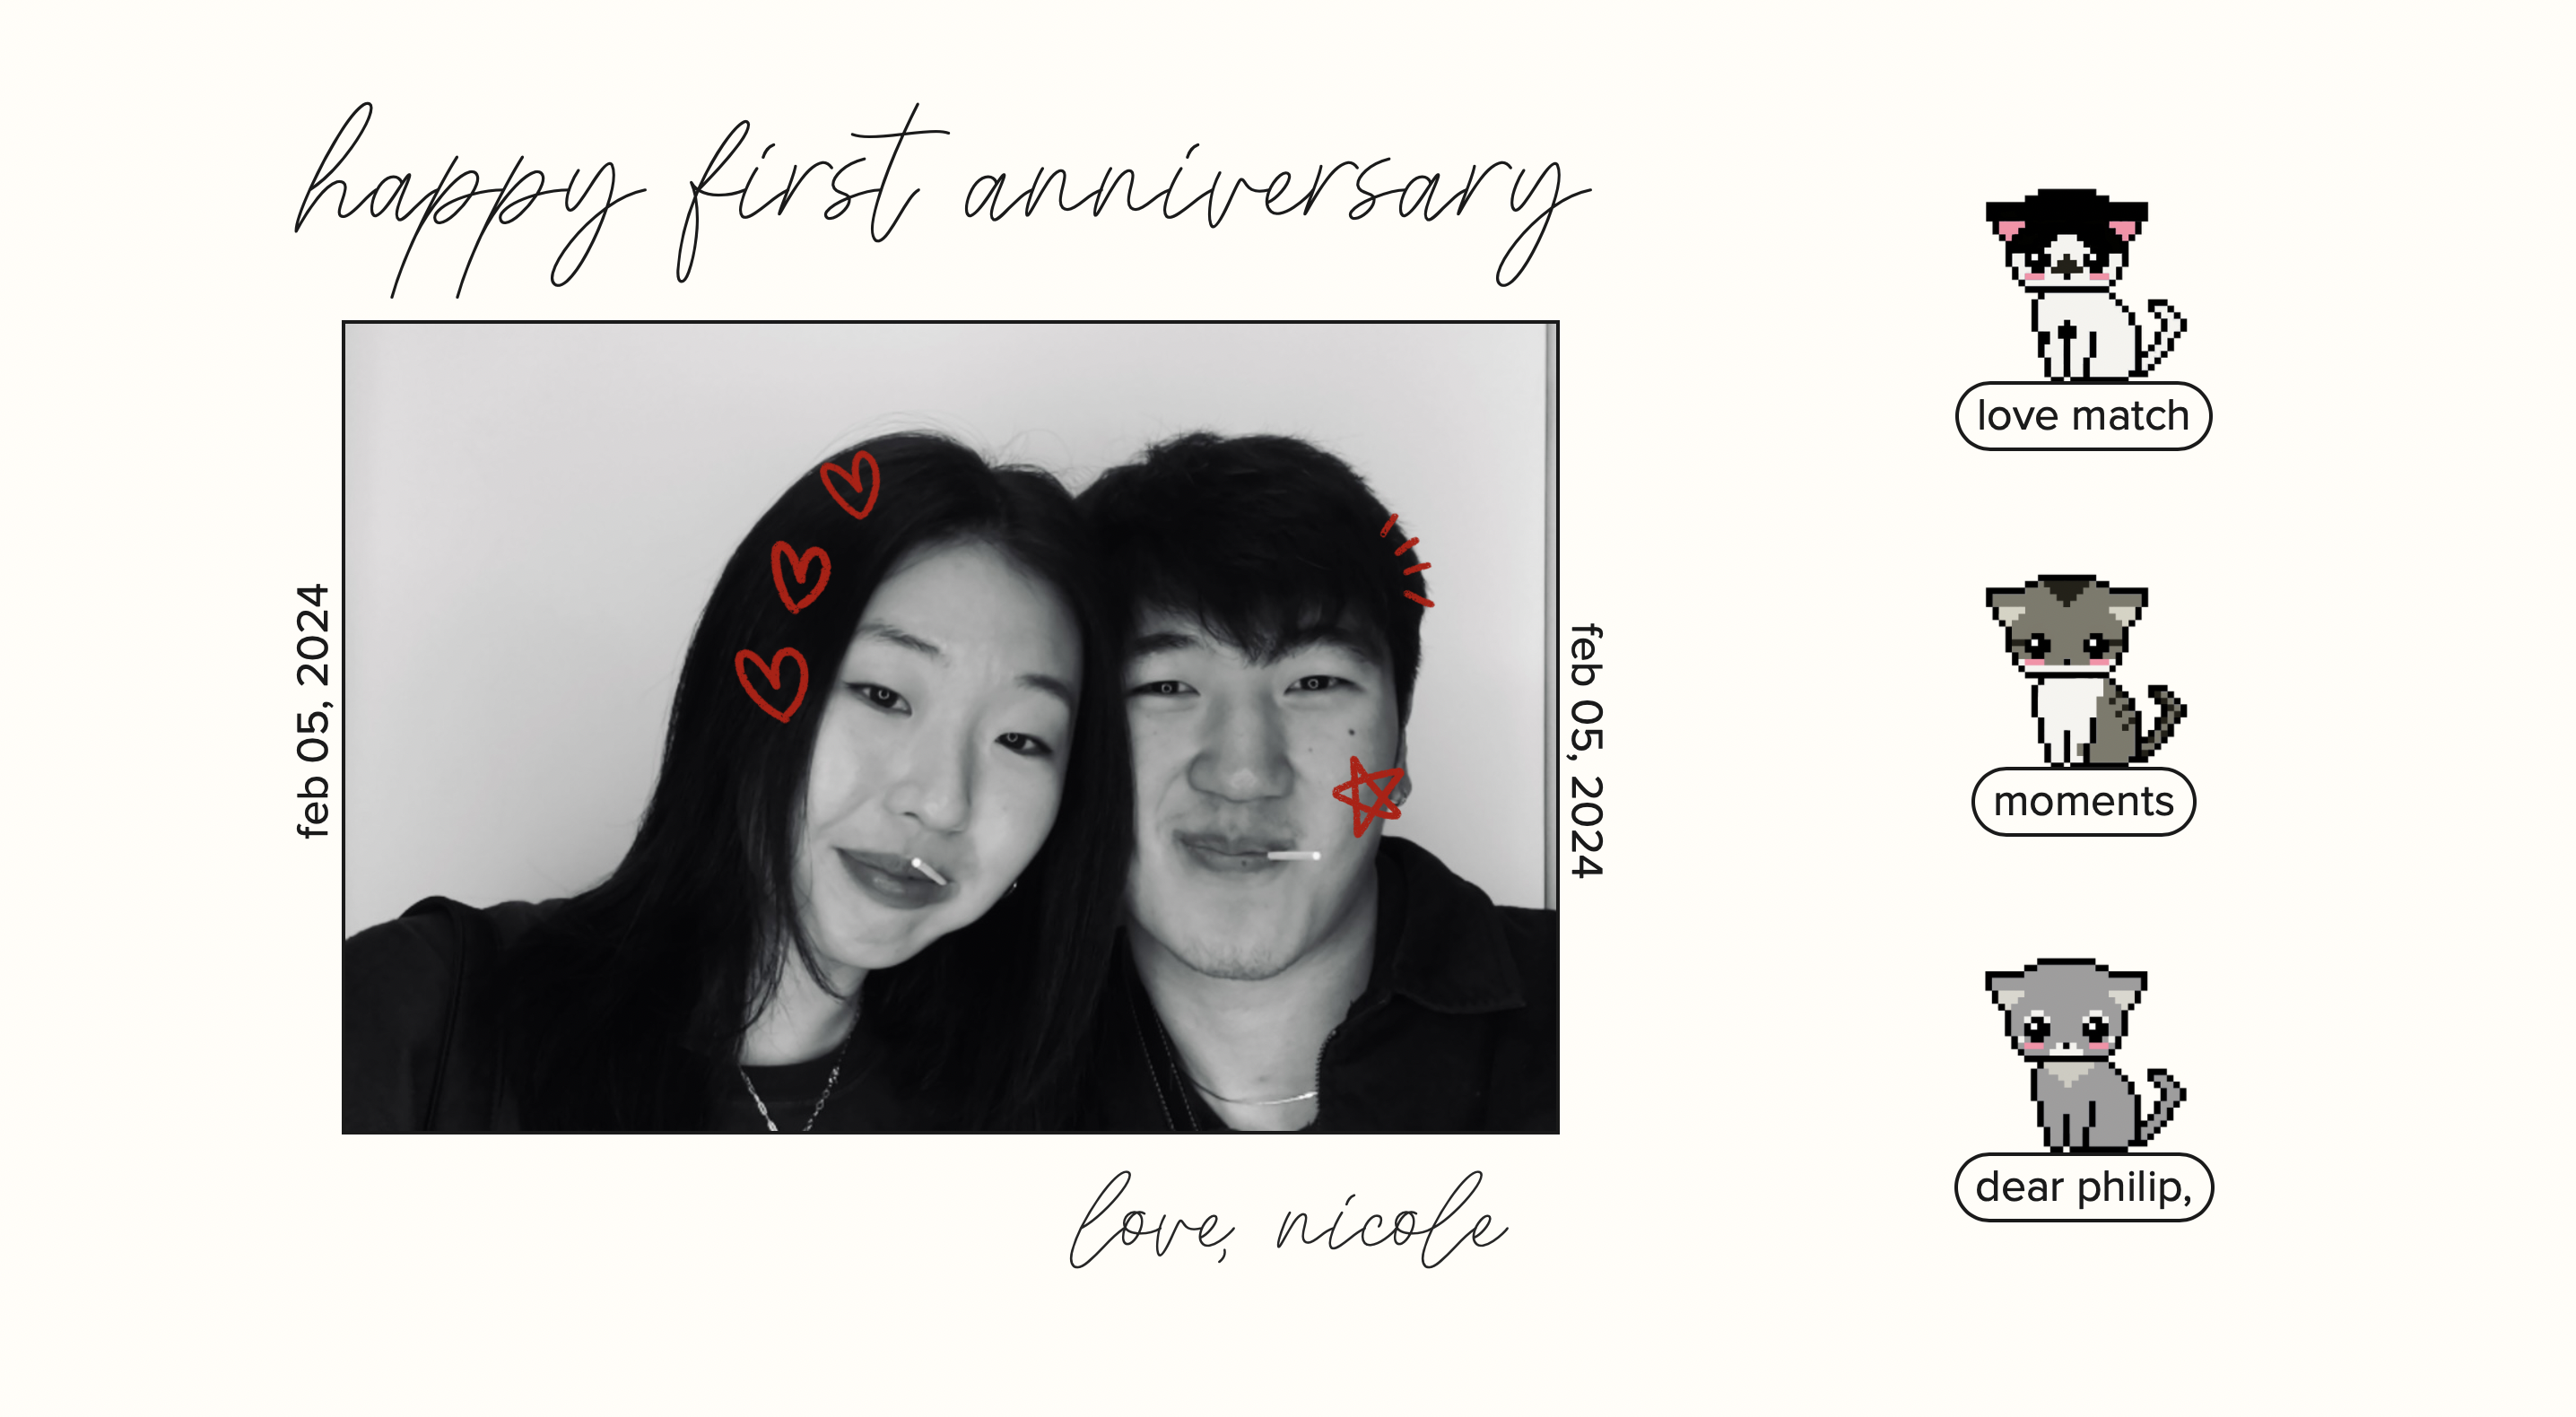 happy first anniversary
feb 05, 2024
feb 05, 2024
love, nicole
love match
moments
dear philip,